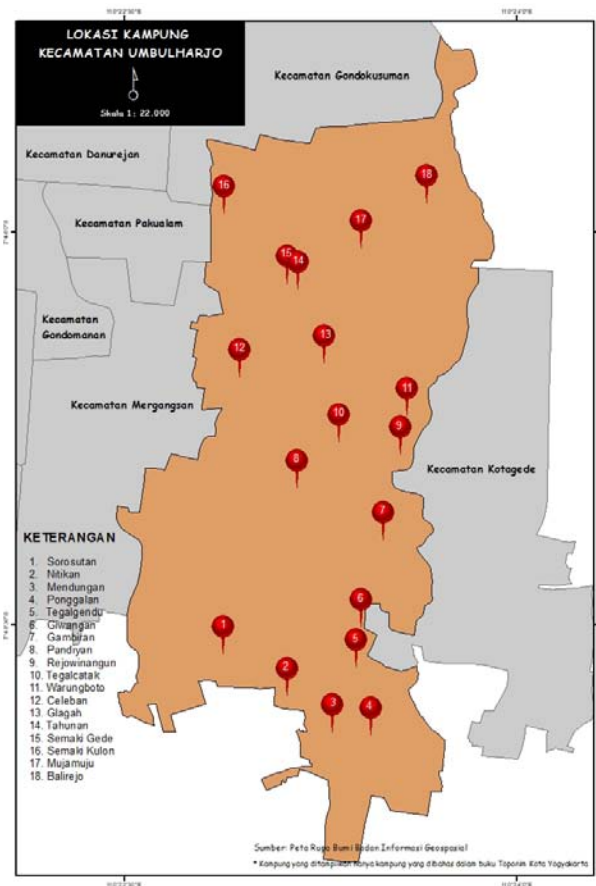 LOKASI KAMPUNG
KECAMATAN UMBULHARJO
Skala 1 : 22.000
Kecamatan Gondokusuman
Kecamatan Danurejan
Kecamatan Pakualam
Kecamatan
Gondomanan
Kecamatan Mergangsan
Kecamatan Kotagede
18
16
17
15
14
13
12
11
10
9
8
7
6
1
5
2
3
4
KETERANGAN
1. Sorosutan
2. Nitikan
3. Mendungan
4. Ponggalan
5. Tegalgendu
6. Giwangan
7. Gambiran
8. Pandiyan
9. Rejowinangun
10. Tegalcatak
11. Warungboto
12. Celeban
13. Glagah
14. Tahunan
15. Semaki Gede
16. Semaki Kulon
17. Mujamuju
18. Balirejo
Sumber: Peta Rupa Bumi Badan Informasi Geospasial
* Kampung yang ditampilkan hanya kampung yang dibahas dalam buku Toponim Kota Yogyakarta